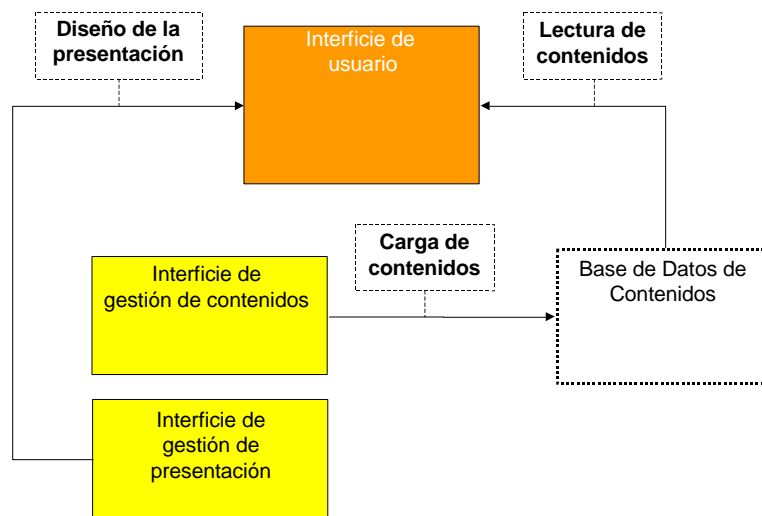 Diseño de la
presentación
Interficie de
usuario
Lectura de
contenidos
Carga de
contenidos
Interficie de
gestión de contenidos
Base de Datos de
Contenidos
Interficie de
gestión de
presentación